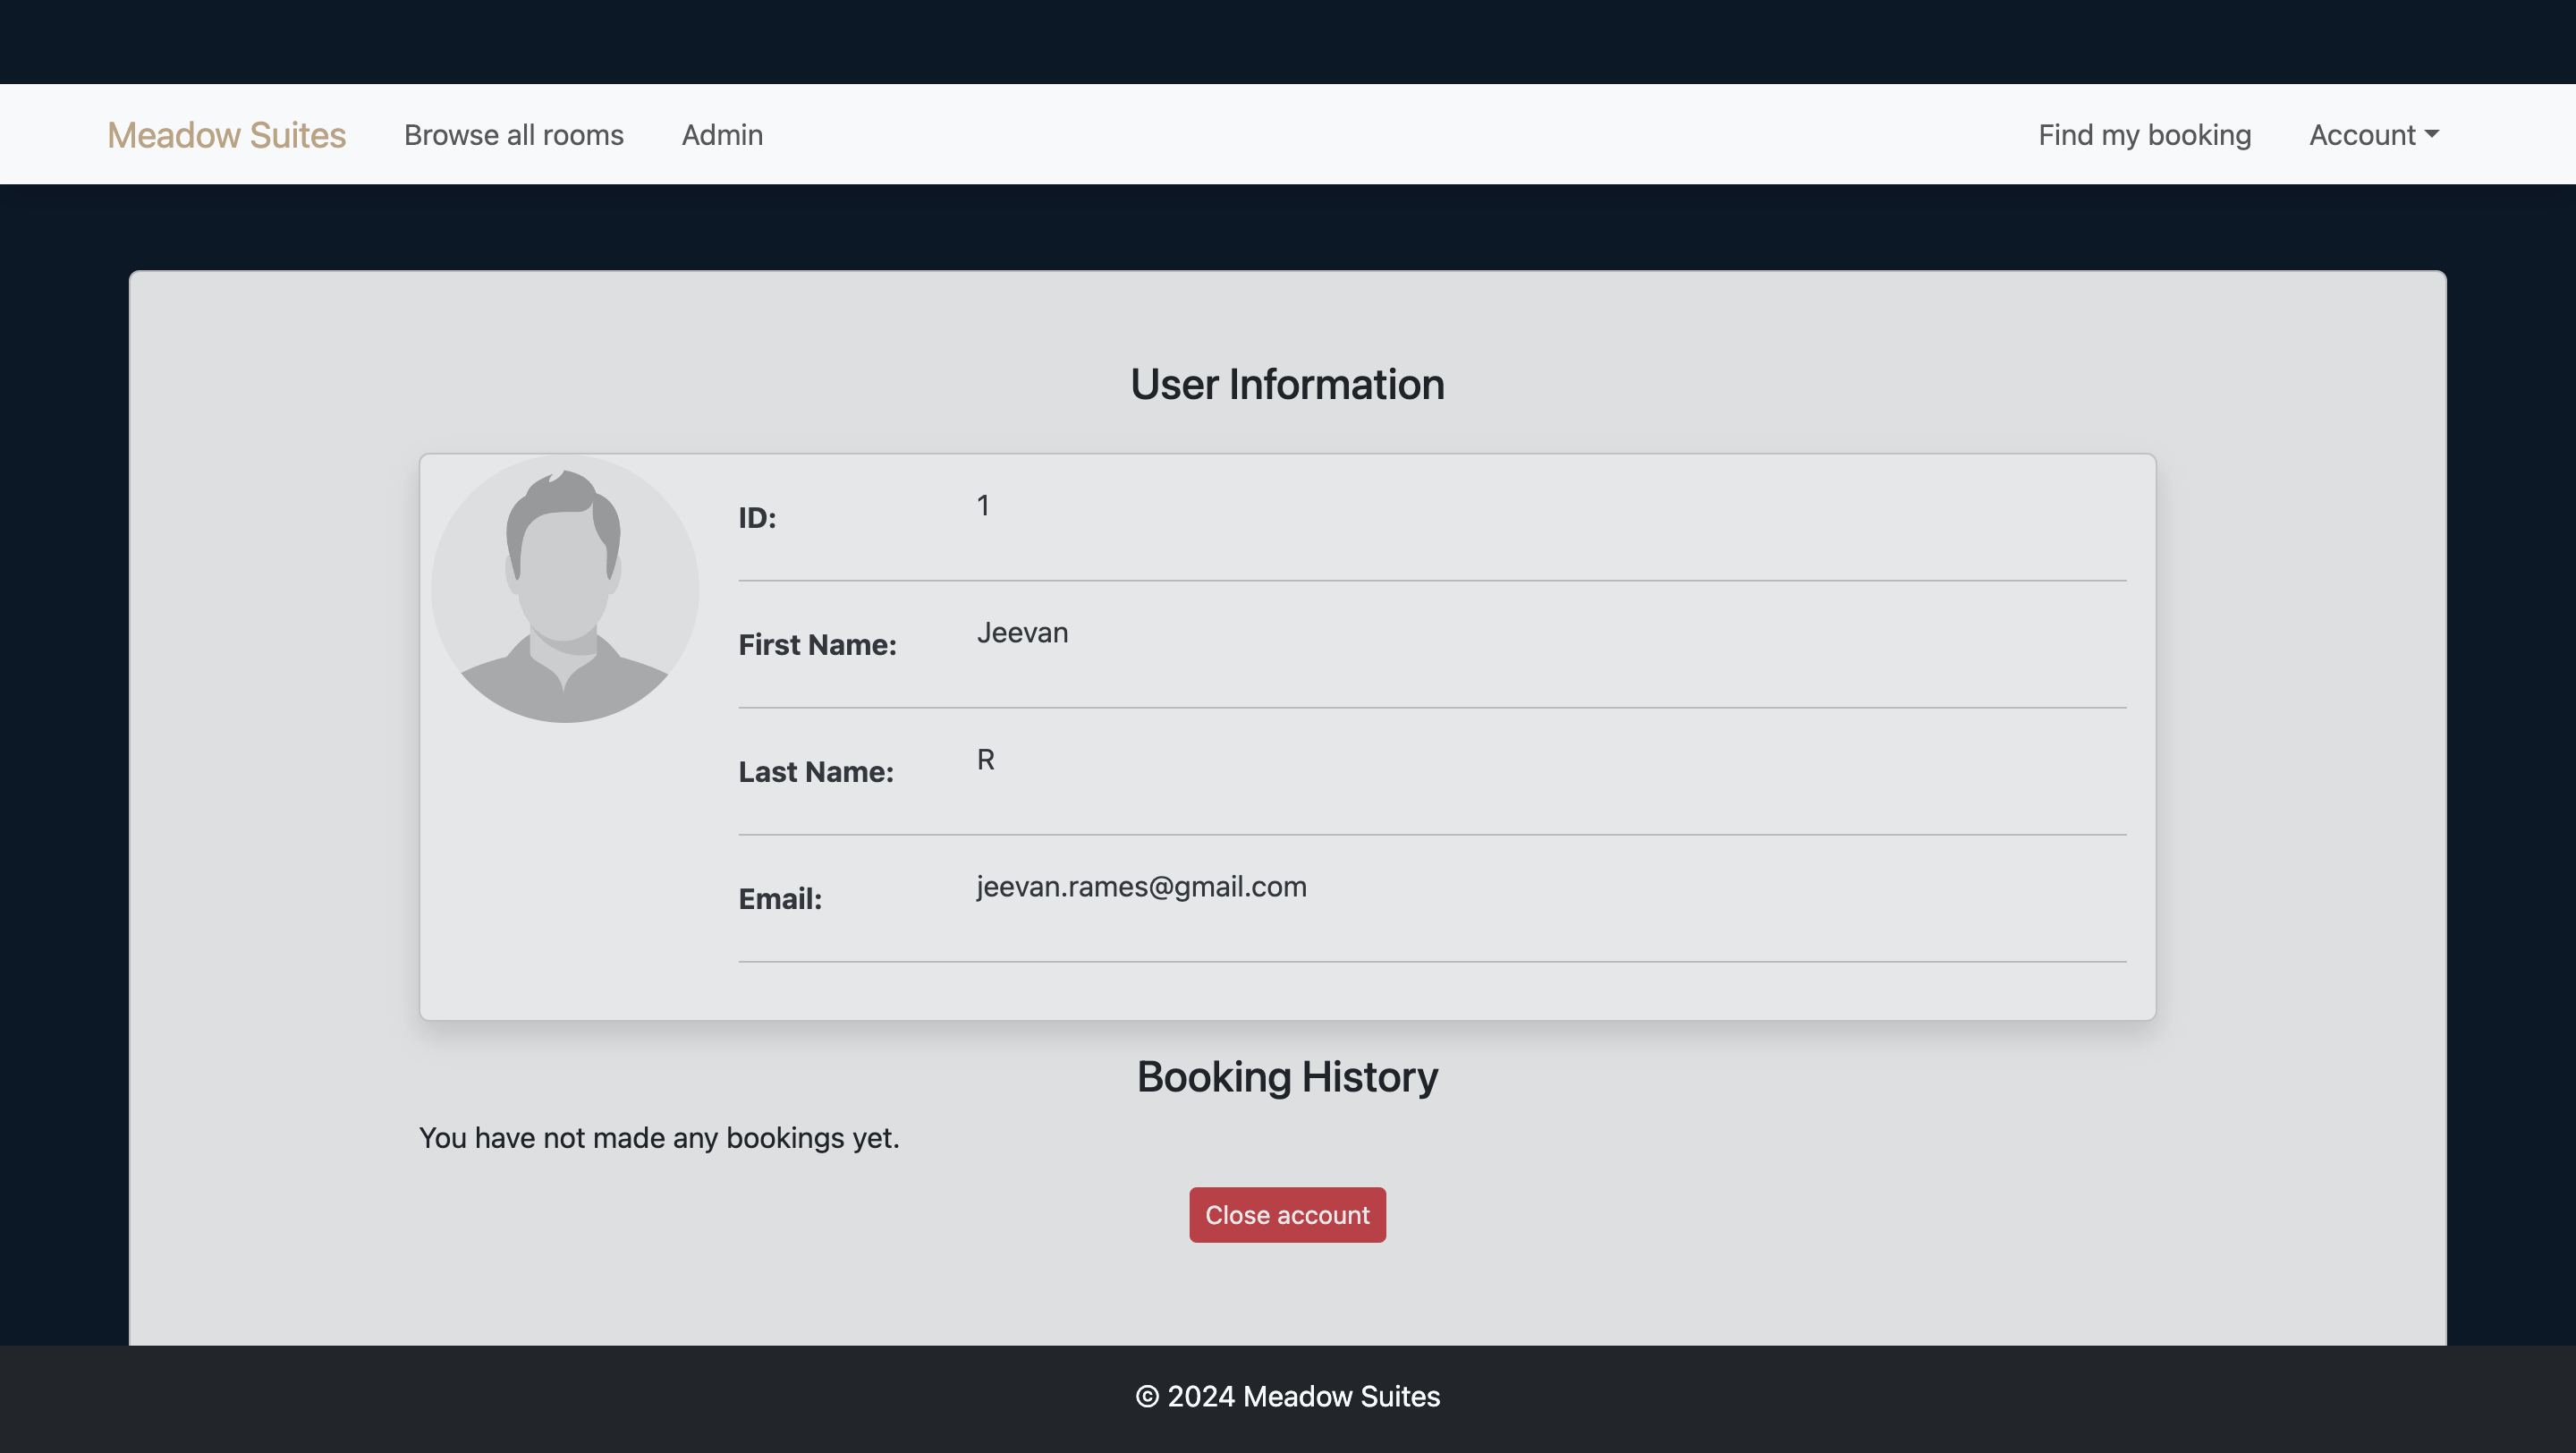 Meadow Suites Browse all rooms Admin Find my booking Account
User Information
ID: 1
First Name: Jeevan
Last Name: R
Email: jeevan.rames@gmail.com
Booking History
You have not made any bookings yet.
Close account
© 2024 Meadow Suites